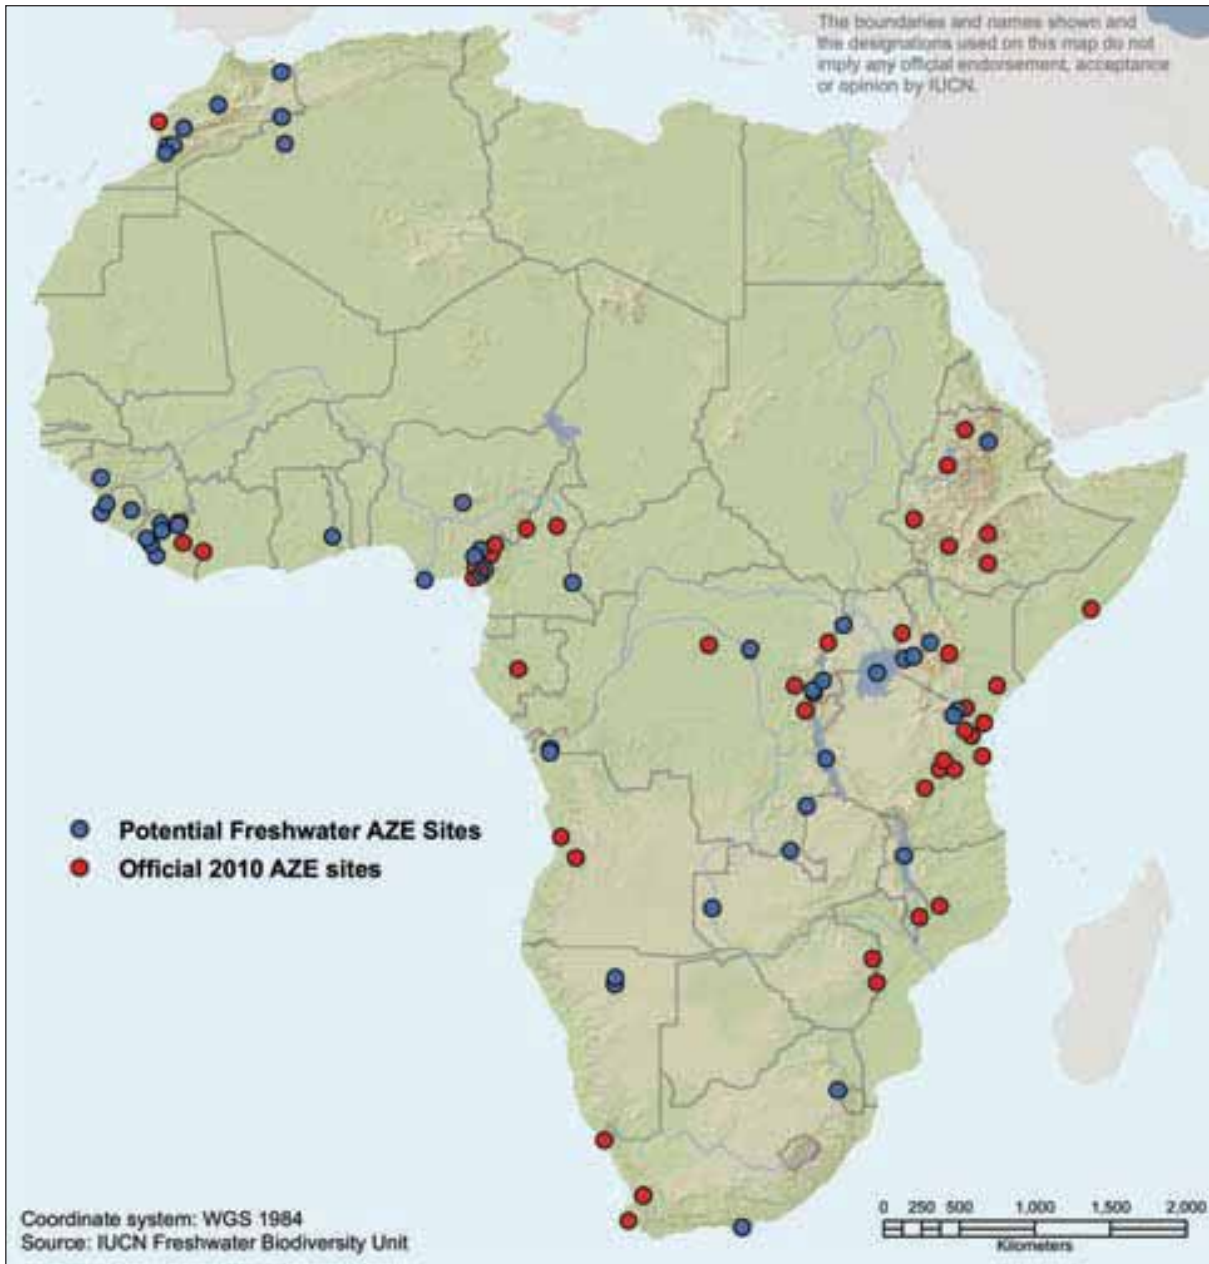 The boundaries and names shown and
the designations used on this map do not
imply any official endorsement, acceptance
or opinion by IUCN.
Potential Freshwater AZE Sites
Official 2010 AZE sites
Coordinate system: WGS 1984
Source: IUCN Freshwater Biodiversity Unit
0 250 500 1,000 1,500 2,000
Kilometers